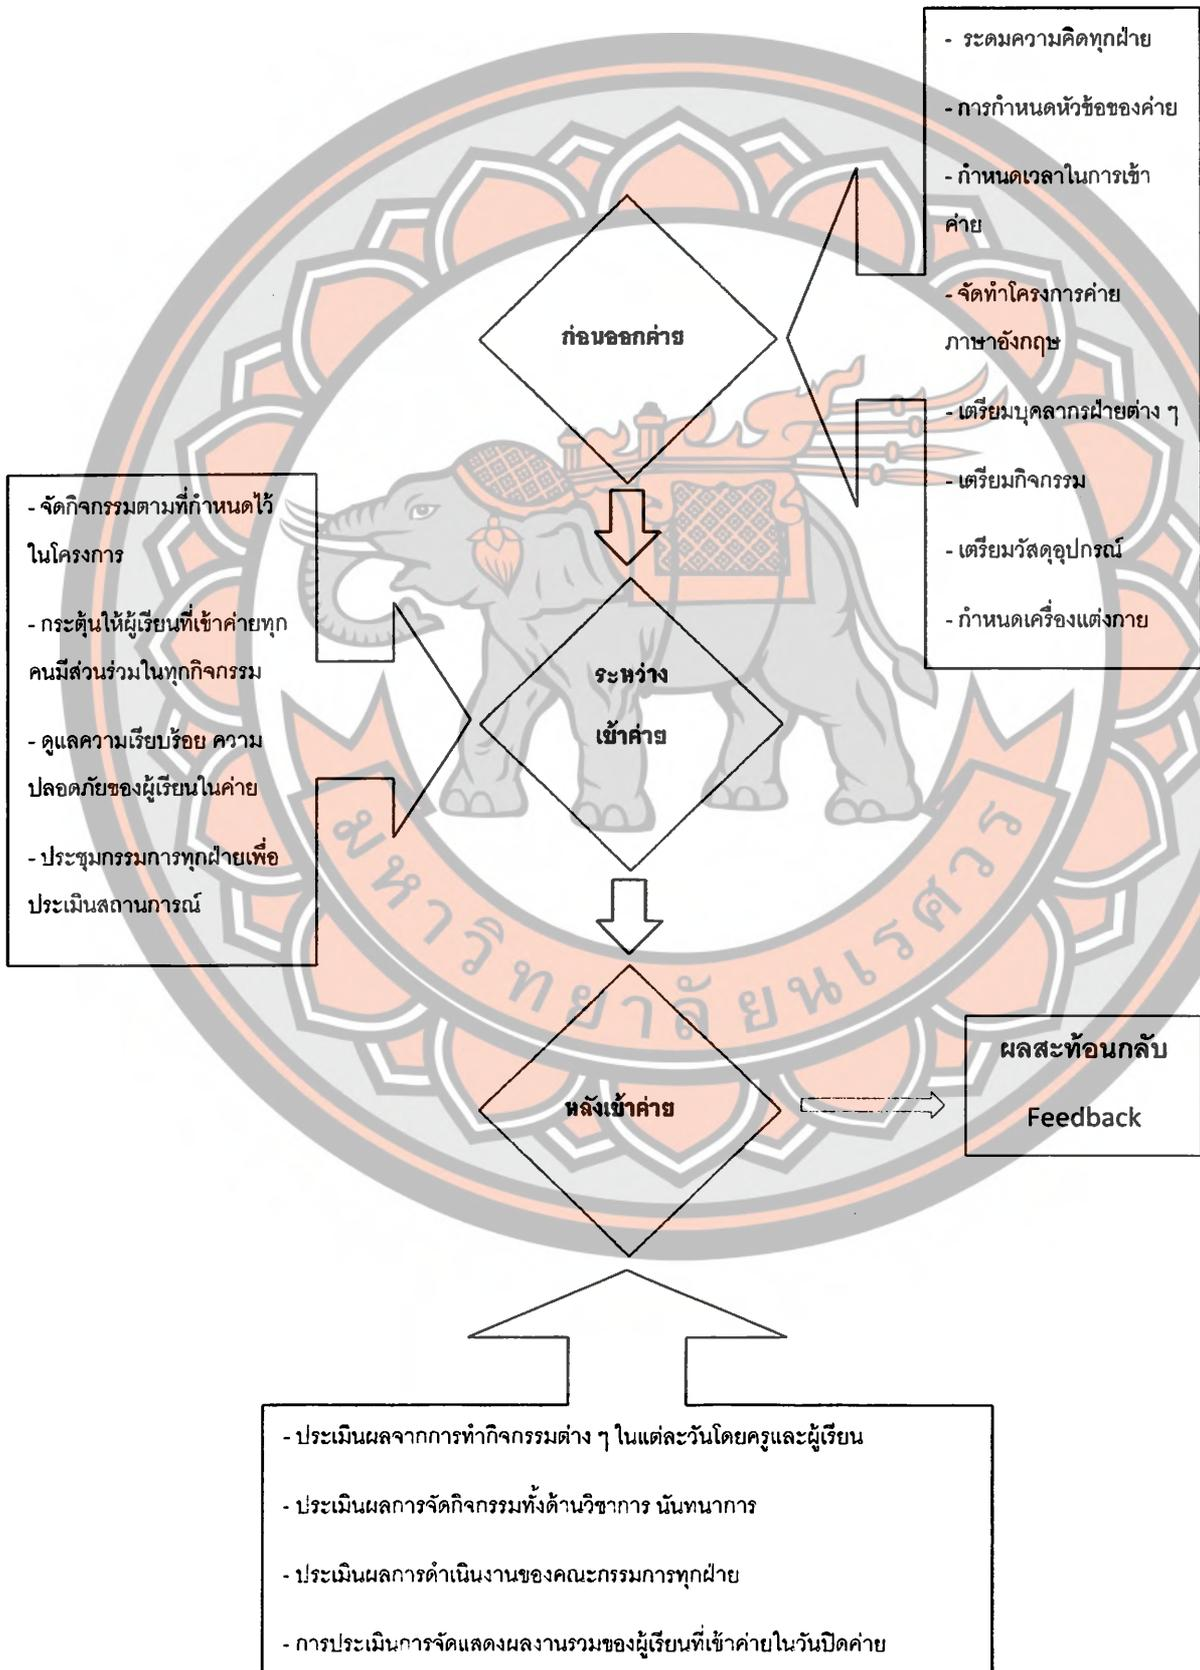 - ระดมความคิดทุกฝ่าย
- การกำหนดหัวข้อของค่าย
- กำหนดเวลาในการเข้า
ค่าย
- จัดทำโครงการค่าย
ภาษาอังกฤษ
- เตรียมบุคลากรฝ่ายต่าง ๆ
- เตรียมกิจกรรม
- เตรียมวัสดุอุปกรณ์
- กำหนดเครื่องแต่งกาย
ก่อนออกค่าย
- จัดกิจกรรมตามที่กำหนดไว้
ในโครงการ
- กระตุ้นให้ผู้เรียนที่เข้าค่ายทุก
คนมีส่วนร่วมในทุกกิจกรรม
- ดูแลความเรียบร้อย ความ
ปลอดภัยของผู้เรียนในค่าย
- ประชุมกรรมการทุกฝ่ายเพื่อ
ประเมินสถานการณ์
ระหว่าง
เข้าค่าย
มหาวิทยาลัยนเรศวร
หลังเข้าค่าย
ผลสะท้อนกลับ
Feedback
- ประเมินผลจากการทำกิจกรรมต่าง ๆ ในแต่ละวันโดยครูและผู้เรียน
- ประเมินผลการจัดกิจกรรมทั้งด้านวิชาการ นันทนาการ
- ประเมินผลการดำเนินงานของคณะกรรมการทุกฝ่าย
- การประเมินการจัดแสดงผลงานรวมของผู้เรียนที่เข้าค่ายในวันปิดค่าย